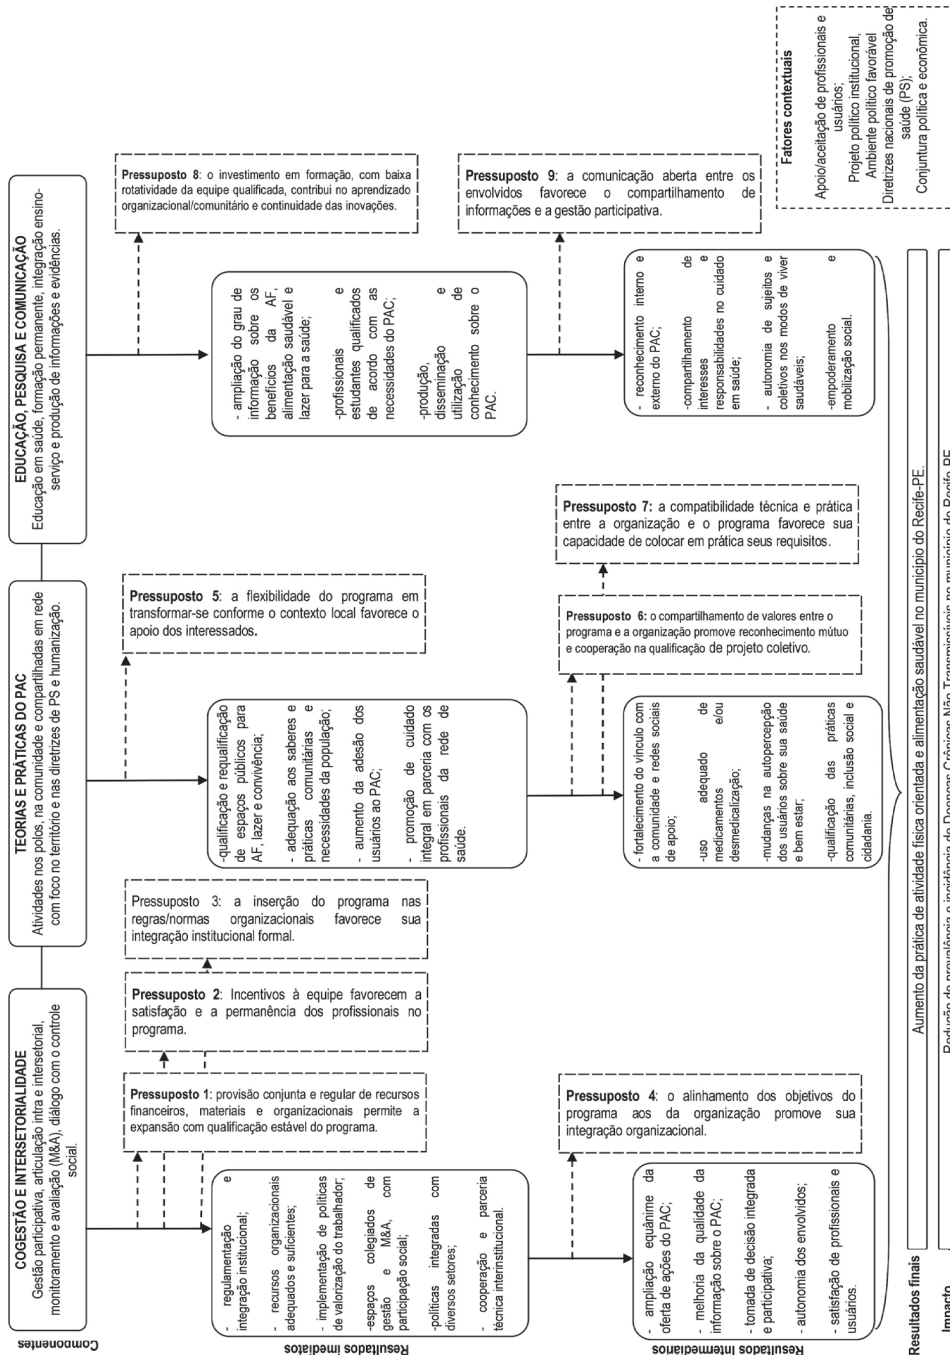 Componentes
COGESTÃO E INTERSETORIALIDADE
Gestão participativa, articulação intra e intersetorial,
monitoramento e avaliação (M&A), diálogo com o controle
social.
TEORIAS E PRÁTICAS DO PAC
Atividades nos polos, na comunidade e compartilhadas em rede
com foco no território e nas diretrizes de PS e humanização.
EDUCAÇÃO, PESQUISA E COMUNICAÇÃO
Educação em saúde, formação permanente, integração ensino-
serviço e produção de informações e evidências.
Pressuposto 1: provisão conjunta e regular de recursos
financeiros, materiais e organizacionais permite a
expansão com qualificação estável do programa.
Pressuposto 2: Incentivos à equipe favorecem a
satisfação e a permanência dos profissionais no
programa.
Pressuposto 3: a inserção do programa nas
regras/normas organizacionais favorece sua
integração institucional formal.
Pressuposto 5: a flexibilidade do programa em
transformar-se conforme o contexto local favorece o
apoio dos interessados.
Pressuposto 8: o investimento em formação, com baixa
rotatividade da equipe qualificada, contribui no aprendizado
organizacional/comunitário e continuidade das inovações.
Resultados imediatos
- regulamentação e
integração institucional;
- recursos organizacionais
adequados e suficientes;
- implementação de políticas
de valorização do trabalhador;
-espaços colegiados de
gestão e M&A, com
participação social;
-políticas integradas com
diversos setores;
- cooperação e parceria
técnica interinstitucional.
-qualificação e requalificação
de espaços públicos para
AF, lazer e convivência;
- adequação aos saberes e
práticas comunitárias e
necessidades da população;
- aumento da adesão dos
usuários ao PAC;
- promoção de cuidado
integral em parceria com os
profissionais da rede de
saúde.
- ampliação do grau de
informação sobre os
benefícios da AF,
alimentação saudável e
lazer para a saúde;
-profissionais e
estudantes qualificados
de acordo com as
necessidades do PAC;
-produção,
disseminação e
utilização de
conhecimento sobre o
PAC.
Pressuposto 4: o alinhamento dos objetivos do
programa aos da organização promove sua
integração organizacional.
Pressuposto 6: o compartilhamento de valores entre o
programa e a organização promove reconhecimento mútuo
e cooperação na qualificação de projeto coletivo.
Pressuposto 7: a compatibilidade técnica e prática
entre a organização e o programa favorece sua
capacidade de colocar em prática seus requisitos.
Pressuposto 9: a comunicação aberta entre os
envolvidos favorece o compartilhamento de
informações e a gestão participativa.
Resultados Intermediários
- ampliação equânime da
oferta de ações do PAC;
- melhoria da qualidade da
informação sobre o PAC;
- tomada de decisão integrada
e participativa;
- autonomia dos envolvidos;
- satisfação de profissionais e
usuários.
- fortalecimento do vínculo com
a comunidade e redes sociais
de apoio;
-uso adequado de
medicamentos e/ou
desmedicalização;
-mudanças na autopercepção
dos usuários sobre sua saúde
e bem estar;
-qualificação das práticas
comunitárias, inclusão social e
cidadania.
- reconhecimento interno e
externo do PAC;
-compartilhamento de
interesses e
responsabilidades no cuidado
em saúde;
- autonomia de sujeitos e
coletivos nos modos de viver
saudáveis;
-empoderamento e
mobilização social.
Fatores contextuais
Apoio/aceitação de profissionais e
usuários;
Projeto político institucional,
Ambiente político favorável
Diretrizes nacionais de promoção de
saúde (PS);
Conjuntura política e econômica.
Resultados finais
Aumento da prática de atividade física orientada e alimentação saudável no município do Recife-PE.
Impacto
Redução de prevalência e incidência de Doenças Crônicas Não Transmissíveis no município do Recife-PE